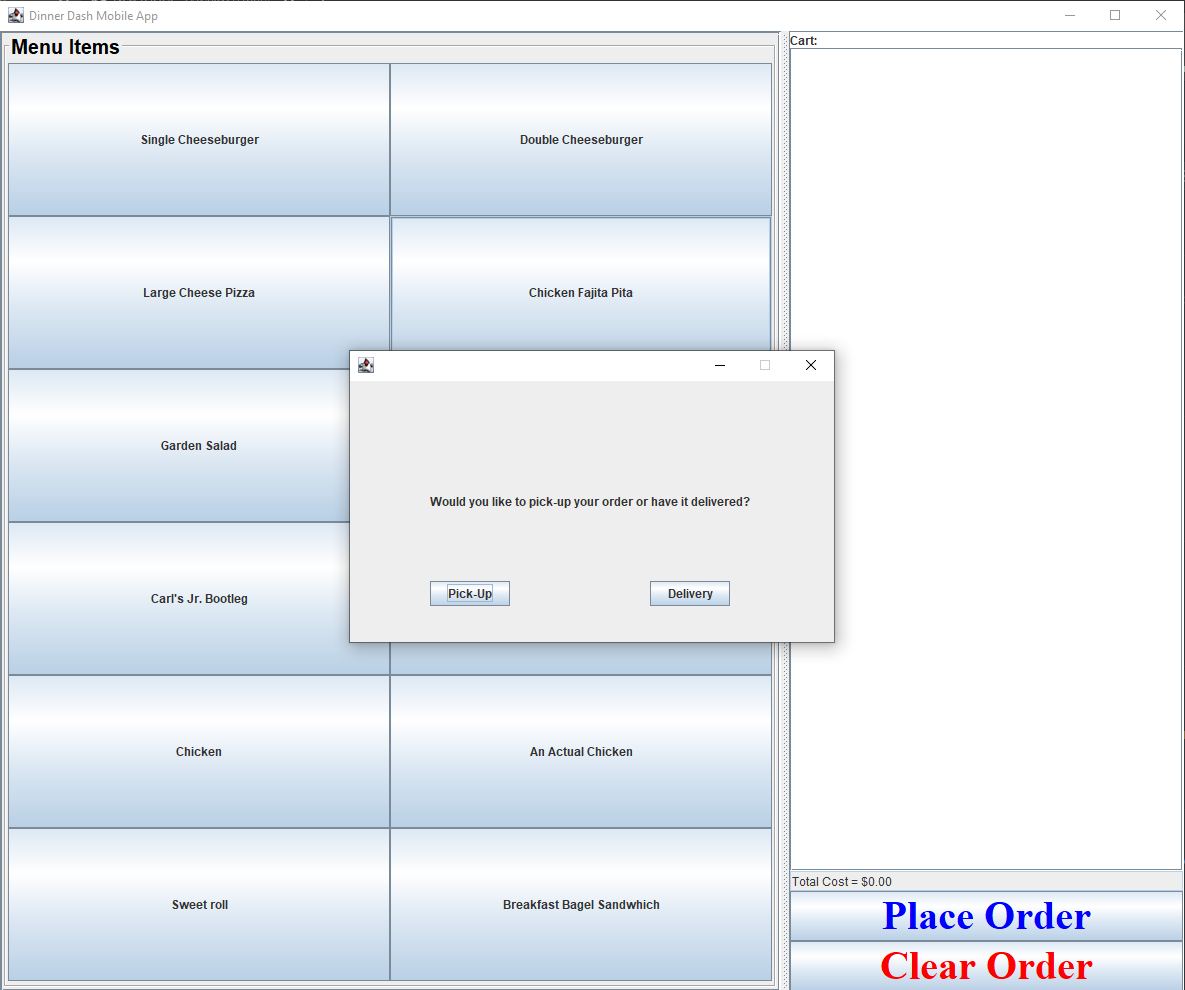 Dinner Dash Mobile App
Menu Items
Cart:
Single Cheeseburger
Double Cheeseburger
Large Cheese Pizza
Chicken Fajita Pita
Garden Salad
Would you like to pick-up your order or have it delivered?
Pick-Up
Delivery
Carl's Jr. Bootleg
Chicken
An Actual Chicken
Sweet roll
Breakfast Bagel Sandwhich
Total Cost = $0.00
Place Order
Clear Order